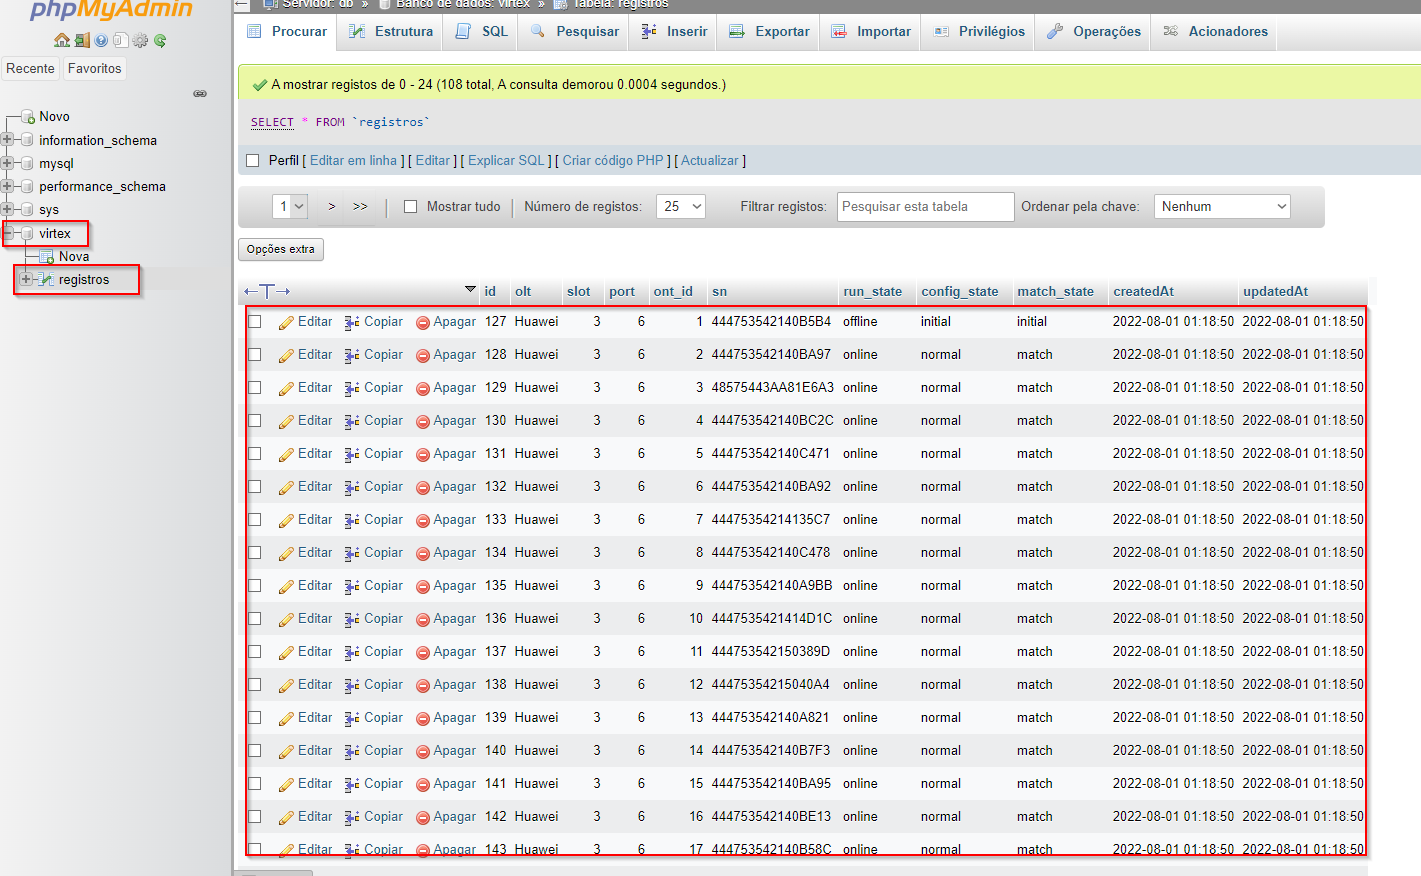 phpMyAdmin
Recente Favoritos
Novo
information_schema
mysql
performance_schema
sys
virtex
Nova
registros
Servidor: db » Banco de dados: virtex » Tabela: registros
Procurar Estrutura SQL Pesquisar Inserir Exportar Importar Privilégios Operações Acionadores
A mostrar registos de 0 - 24 (108 total, A consulta demorou 0.0004 segundos.)
SELECT * FROM `registros`
Perfil [ Editar em linha ] [ Editar ] [ Explicar SQL ] [ Criar código PHP ] [ Actualizar ]
1 > >> Mostrar tudo Número de registos: 25 Filtrar registos: Pesquisar esta tabela Ordenar pela chave: Nenhum
Opções extra
←T→ id olt slot port ont_id sn run_state config_state match_state createdAt updatedAt
Editar Copiar Apagar 127 Huawei 3 6 1 444753542140B5B4 offline initial initial 2022-08-01 01:18:50 2022-08-01 01:18:50
Editar Copiar Apagar 128 Huawei 3 6 2 444753542140BA97 online normal match 2022-08-01 01:18:50 2022-08-01 01:18:50
Editar Copiar Apagar 129 Huawei 3 6 3 48575443AA81E6A3 online normal match 2022-08-01 01:18:50 2022-08-01 01:18:50
Editar Copiar Apagar 130 Huawei 3 6 4 444753542140BC2C online normal match 2022-08-01 01:18:50 2022-08-01 01:18:50
Editar Copiar Apagar 131 Huawei 3 6 5 444753542140C471 online normal match 2022-08-01 01:18:50 2022-08-01 01:18:50
Editar Copiar Apagar 132 Huawei 3 6 6 444753542140BA92 online normal match 2022-08-01 01:18:50 2022-08-01 01:18:50
Editar Copiar Apagar 133 Huawei 3 6 7 44475354214135C7 online normal match 2022-08-01 01:18:50 2022-08-01 01:18:50
Editar Copiar Apagar 134 Huawei 3 6 8 444753542140C478 online normal match 2022-08-01 01:18:50 2022-08-01 01:18:50
Editar Copiar Apagar 135 Huawei 3 6 9 444753542140A9BB online normal match 2022-08-01 01:18:50 2022-08-01 01:18:50
Editar Copiar Apagar 136 Huawei 3 6 10 4447535421414D1C online normal match 2022-08-01 01:18:50 2022-08-01 01:18:50
Editar Copiar Apagar 137 Huawei 3 6 11 444753542150389D online normal match 2022-08-01 01:18:50 2022-08-01 01:18:50
Editar Copiar Apagar 138 Huawei 3 6 12 44475354215040A4 online normal match 2022-08-01 01:18:50 2022-08-01 01:18:50
Editar Copiar Apagar 139 Huawei 3 6 13 444753542140A821 online normal match 2022-08-01 01:18:50 2022-08-01 01:18:50
Editar Copiar Apagar 140 Huawei 3 6 14 444753542140B7F3 online normal match 2022-08-01 01:18:50 2022-08-01 01:18:50
Editar Copiar Apagar 141 Huawei 3 6 15 444753542140BA95 online normal match 2022-08-01 01:18:50 2022-08-01 01:18:50
Editar Copiar Apagar 142 Huawei 3 6 16 444753542140BE13 online normal match 2022-08-01 01:18:50 2022-08-01 01:18:50
Editar Copiar Apagar 143 Huawei 3 6 17 444753542140B58C online normal match 2022-08-01 01:18:50 2022-08-01 01:18:50